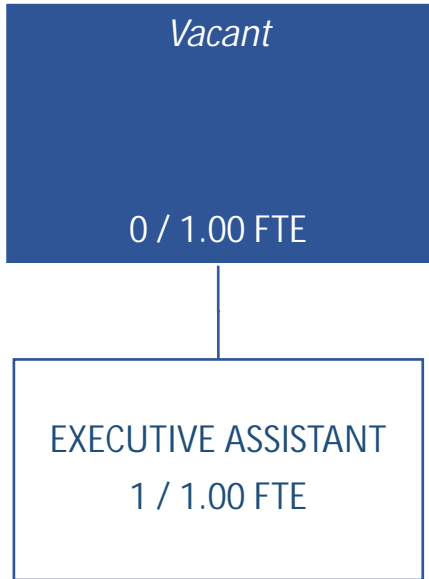 Vacant
0 / 1.00 FTE
EXECUTIVE ASSISTANT
1 / 1.00 FTE